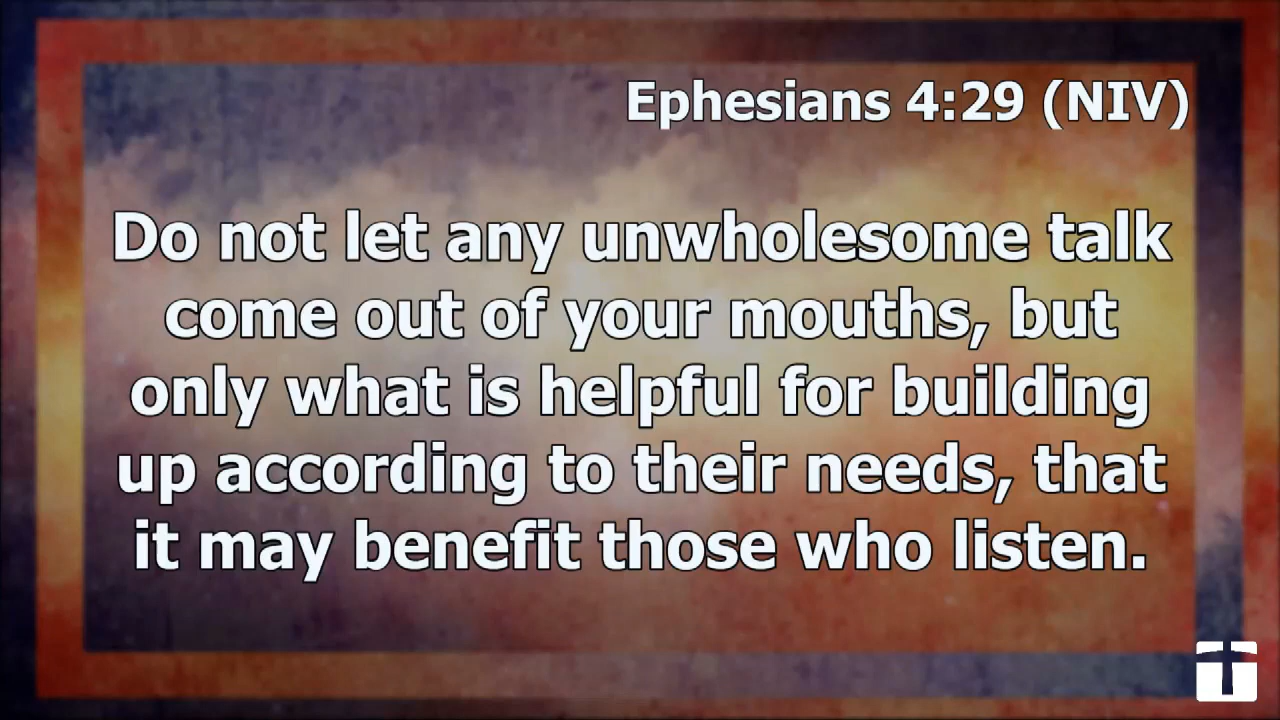 Ephesians 4:29 (NIV)
Do not let any unwholesome talk
come out of your mouths, but
only what is helpful for building
up according to their needs, that
it may benefit those who listen.